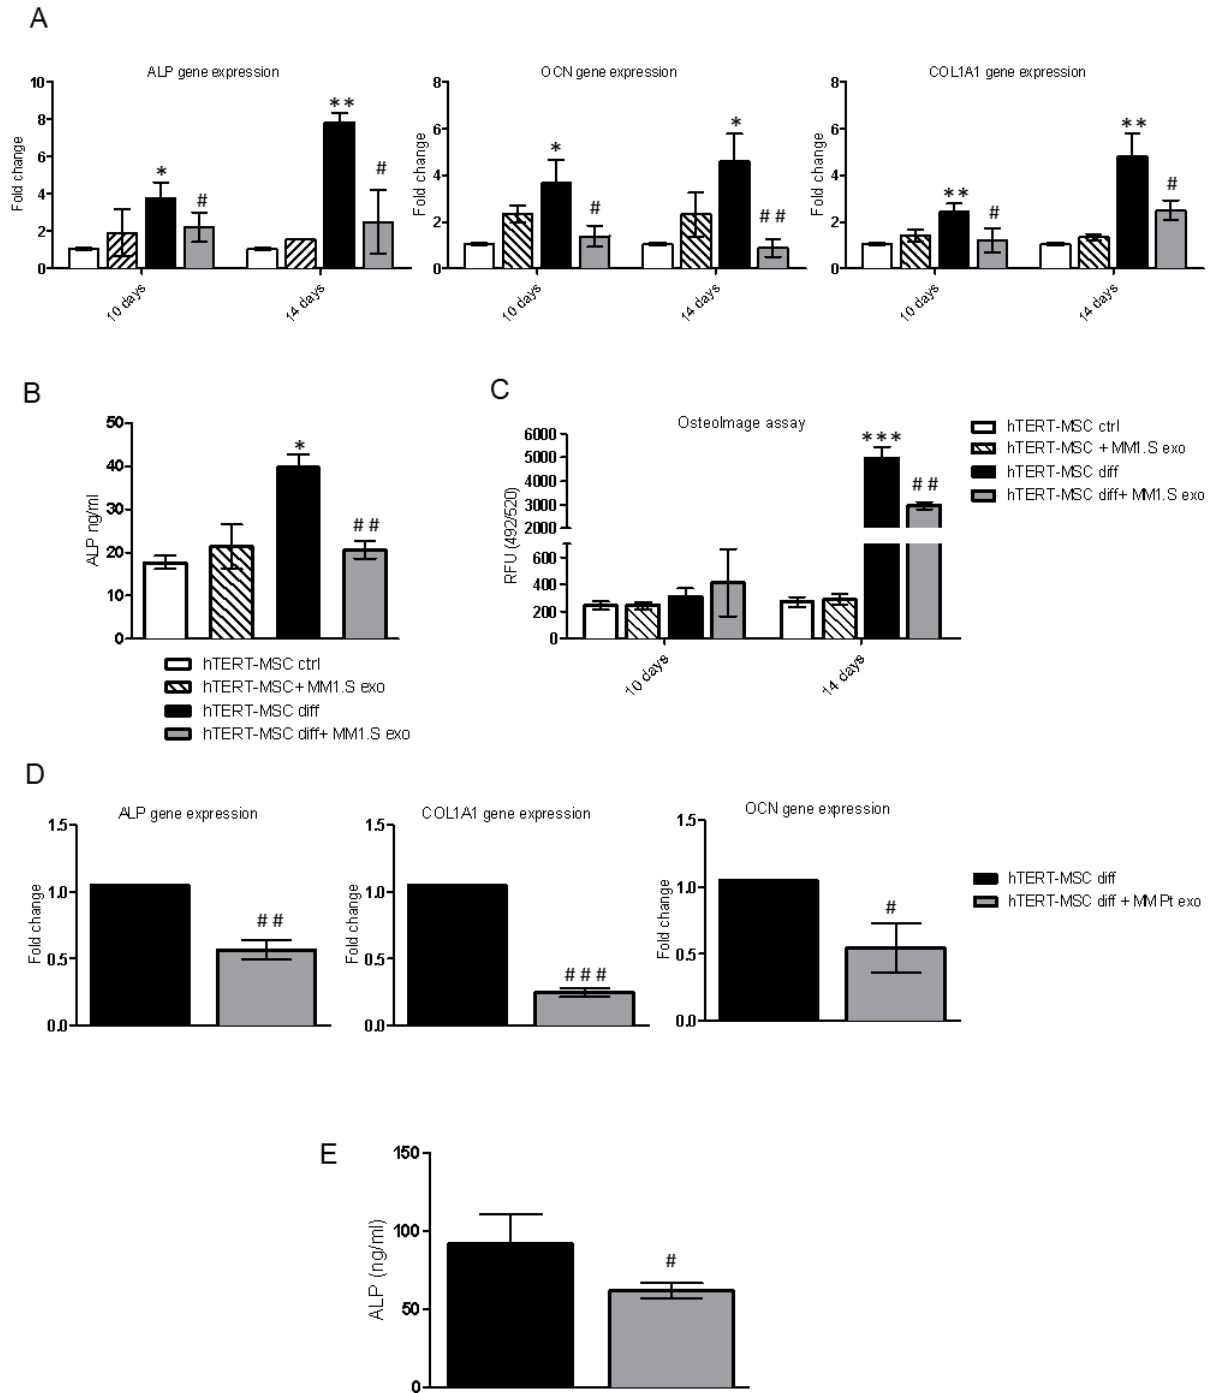 A
ALP gene expression
Fold change
10
8
6
4
2
0
*
#
**
#
10 days
14 days
OCN gene expression
Fold change
8
6
4
2
0
*
#
*
##
10 days
14 days
COL1A1 gene expression
Fold change
8
6
4
2
0
**
#
**
#
10 days
14 days
B
ALP ng/ml
50
40
30
20
10
0
*
##
hTERT-MSC ctrl
hTERT-MSC+ MM1.S exo
hTERT-MSC diff
hTERT-MSC diff+ MM1.S exo
C
OsteoImage assay
RFU (492/520)
6000
5000
4000
3000
2000
600
400
200
0
***
##
10 days
14 days
hTERT-MSC ctrl
hTERT-MSC + MM1.S exo
hTERT-MSC diff
hTERT-MSC diff+ MM1.S exo
D
ALP gene expression
Fold change
1.5
1.0
0.5
0.0
##
COL1A1 gene expression
Fold change
1.5
1.0
0.5
0.0
###
OCN gene expression
Fold change
1.5
1.0
0.5
0.0
#
hTERT-MSC diff
hTERT-MSC diff + MM Pt exo
E
ALP (ng/ml)
150
100
50
0
#